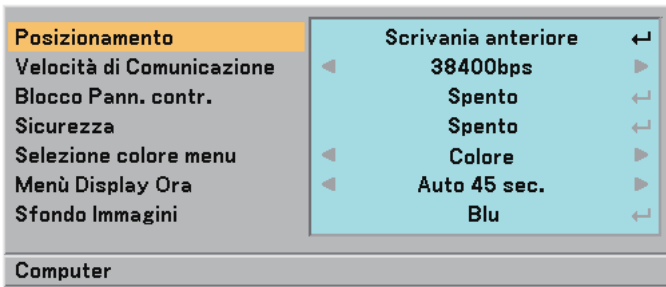 Posizionamento Scrivania anteriore
Velocità di Comunicazione 38400bps
Blocco Pann. contr. Spento
Sicurezza Spento
Selezione colore menu Colore
Menù Display Ora Auto 45 sec.
Sfondo Immagini Blu
Computer